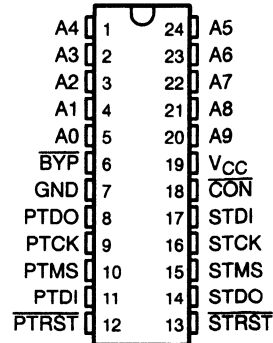 A4 1 24 A5
A3 2 23 A6
A2 3 22 A7
A1 4 21 A8
A0 5 20 A9
BYP 6 19 VCC
GND 7 18 CON
PTDO 8 17 STDI
PTCK 9 16 STCK
PTMS 10 15 STMS
PTDI 11 14 STDO
PTRST 12 13 STRST